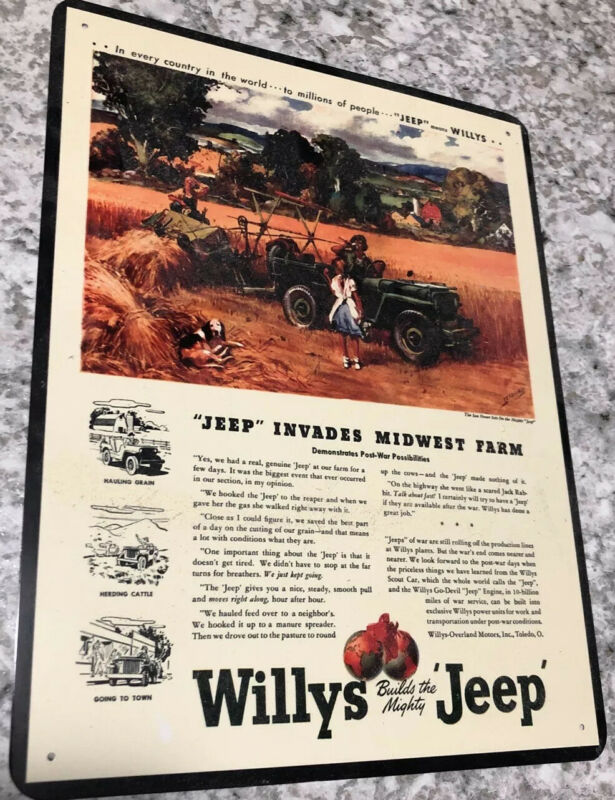 .. In every country in the world ... to millions of people ... "JEEP" means WILLYS ..
The Sun Never Sets On the Mighty "Jeep"
"JEEP" INVADES MIDWEST FARM
Demonstrates Post-War Possibilities
HAULING GRAIN
HERDING CATTLE
GOING TO TOWN
"Yes, we had a real, genuine 'Jeep' at our farm for a
few days. It was the biggest event that ever occurred
in our section, in my opinion.
"We hooked the 'Jeep' to the reaper and when we
gave her the gas she walked right away with it.
"Close as I could figure it, we saved the best part
of a day on the cutting of our grain—and that means
a lot with conditions what they are.
"One important thing about the 'Jeep' is that it
doesn't get tired. We didn't have to stop at the far
turns for breathers. We just kept going.
"The 'Jeep' gives you a nice, steady, smooth pull
and moves right along, hour after hour.
"We hauled feed over to a neighbor's.
We hooked it up to a manure spreader.
Then we drove out to the pasture to round
up the cows—and the 'Jeep' made nothing of it.
"On the highway she went like a scared Jack Rab-
bit. Talk about fast! I certainly will try to have a 'Jeep'
if they are available after the war. Willys has done a
great job."
* * *
"Jeeps" of war are still rolling off the production lines
at Willys plants. But the war's end comes nearer and
nearer. We look forward to the post-war days when
the priceless things we have learned from the Willys
Scout Car, which the whole world calls the "Jeep",
and the Willys Go-Devil "Jeep" Engine, in 10-billion
miles of war service, can be built into
exclusive Willys power units for work and
transportation under post-war conditions.
Willys-Overland Motors, Inc., Toledo, O.
Willys Builds the Mighty 'Jeep'